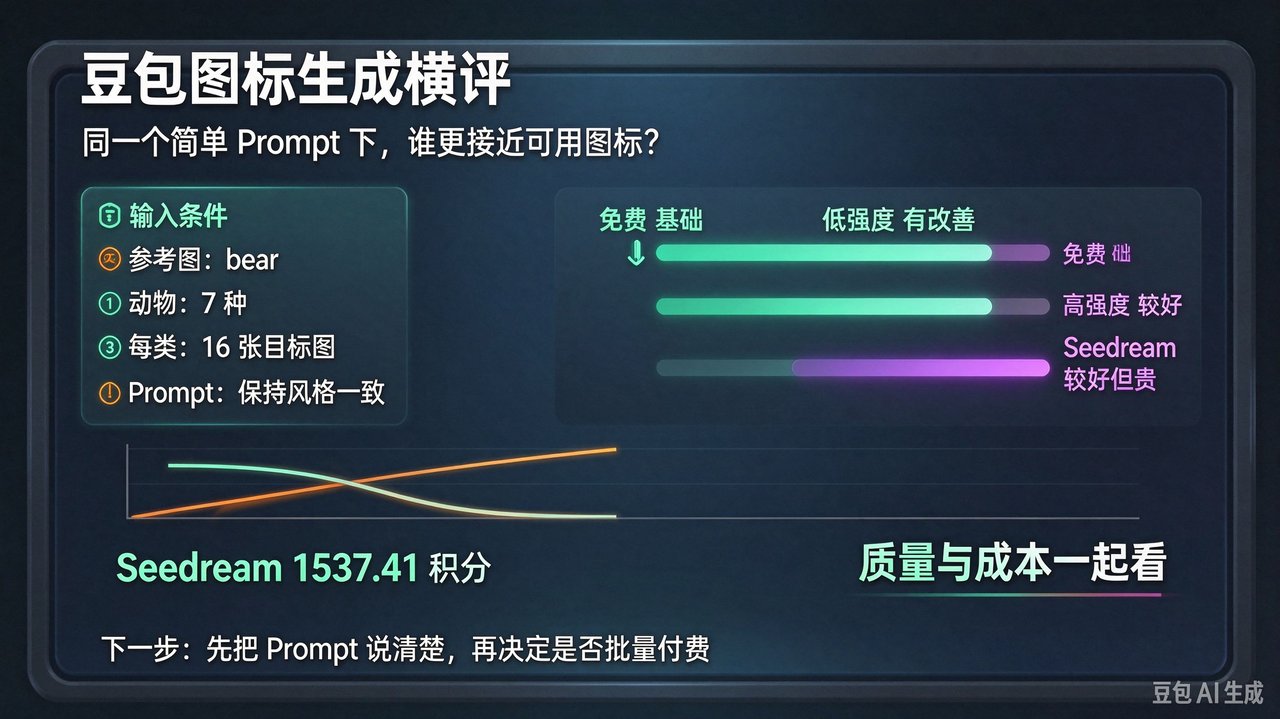 豆包图标生成横评
同一个简单 Prompt 下，谁更接近可用图标？
输入条件
参考图：bear
① 动物：7 种
③ 每类：16 张目标图
Prompt：保持风格一致
免费 基础
低强度 有改善
免费 础
高强度 较好
Seedream
较好但贵
Seedream 1537.41 积分
质量与成本一起看
下一步：先把 Prompt 说清楚，再决定是否批量付费
豆包 AI 生成